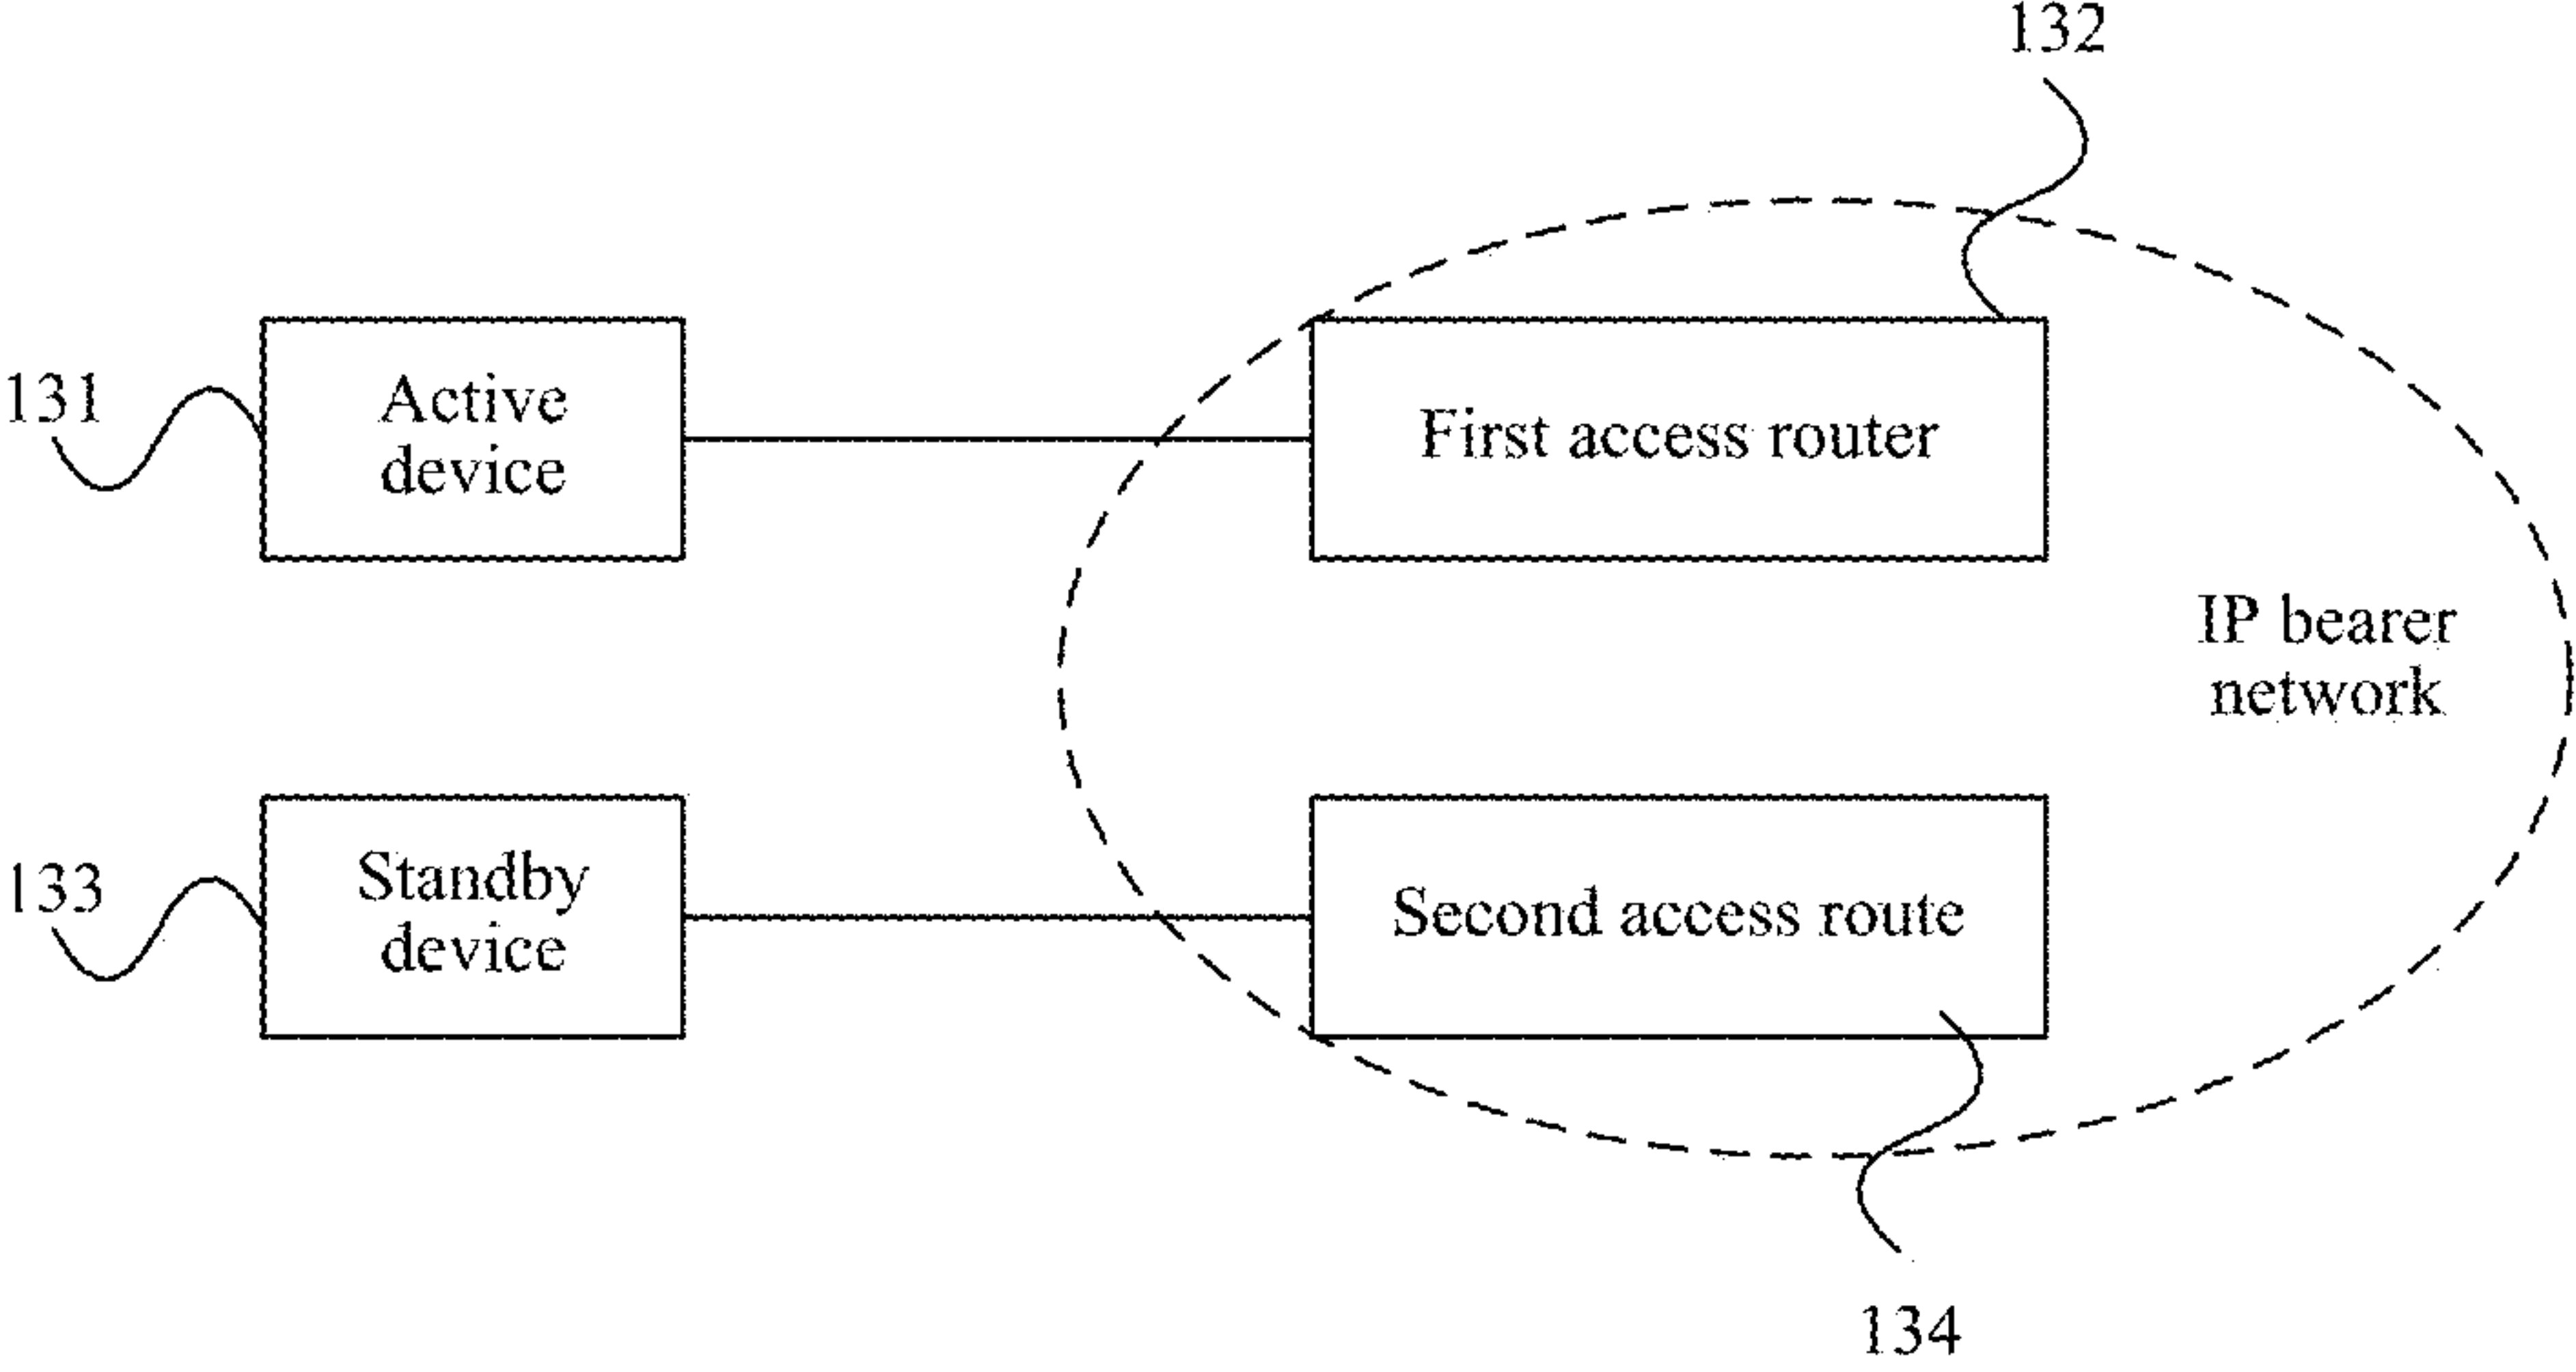 132
131
Active
device
First access router
IP bearer
network
133
Standby
device
Second access route
134